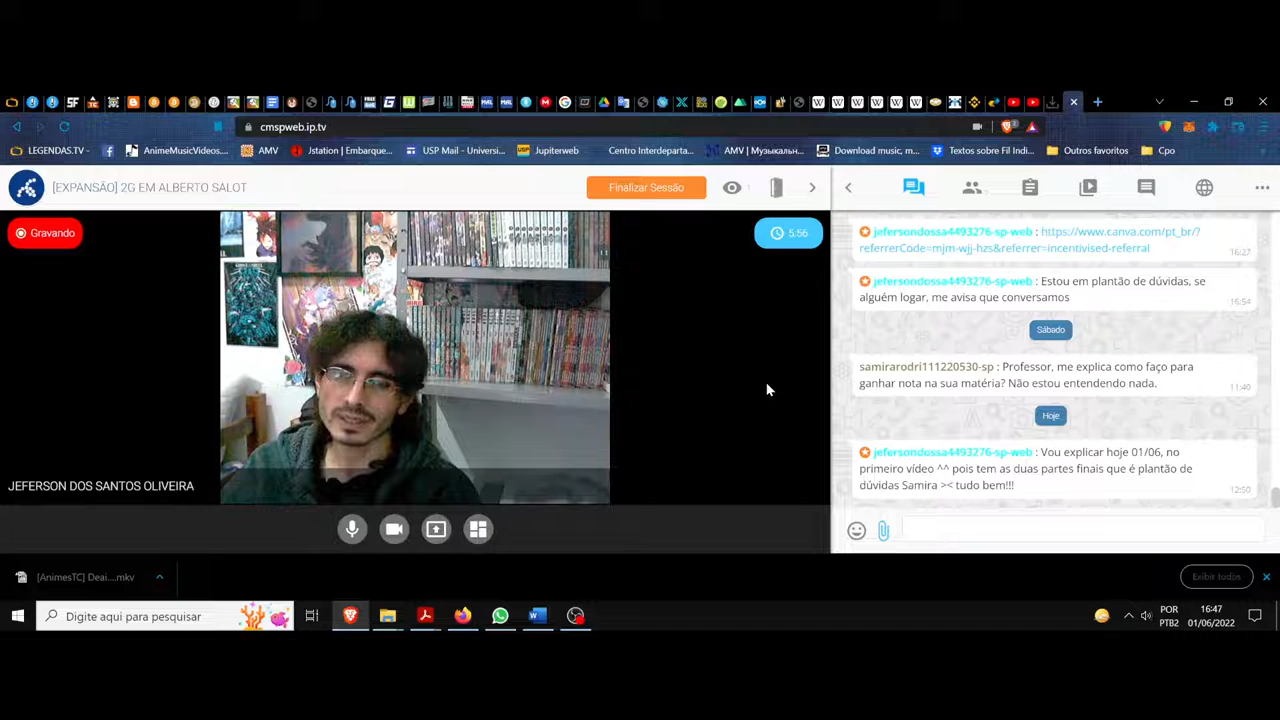 cmspweb.ip.tv
2
LEGENDAS.TV -
AnimeMusicVideos...
AMV
Jstation | Embarque...
USP Mail - Universi...
Jupiterweb
Centro Interdeparta...
AMV | Музыкальн...
Download music, m...
Textos sobre Fil Indi...
Outros favoritos
Cpo
[EXPANSÃO] 2G EM ALBERTO SALOT
Finalizar Sessão
1
Gravando
5:56
JEFERSON DOS SANTOS OLIVEIRA
jefersondossa4493276-sp-web : https://www.canva.com/pt_br/?
referrerCode=mjm-wjj-hzs&referrer=incentivised-referral
16:27
jefersondossa4493276-sp-web : Estou em plantão de dúvidas, se
alguém logar, me avisa que conversamos
16:54
Sábado
samirarodri111220530-sp : Professor, me explica como faço para
ganhar nota na sua matéria? Não estou entendendo nada.
11:40
Hoje
jefersondossa4493276-sp-web : Vou explicar hoje 01/06, no
primeiro vídeo ^^ pois tem as duas partes finais que é plantão de
dúvidas Samira >< tudo bem!!!
12:50
[AnimesTC] Deai....mkv
Exibir todos
Digite aqui para pesquisar
POR
PTB2
16:47
01/06/2022